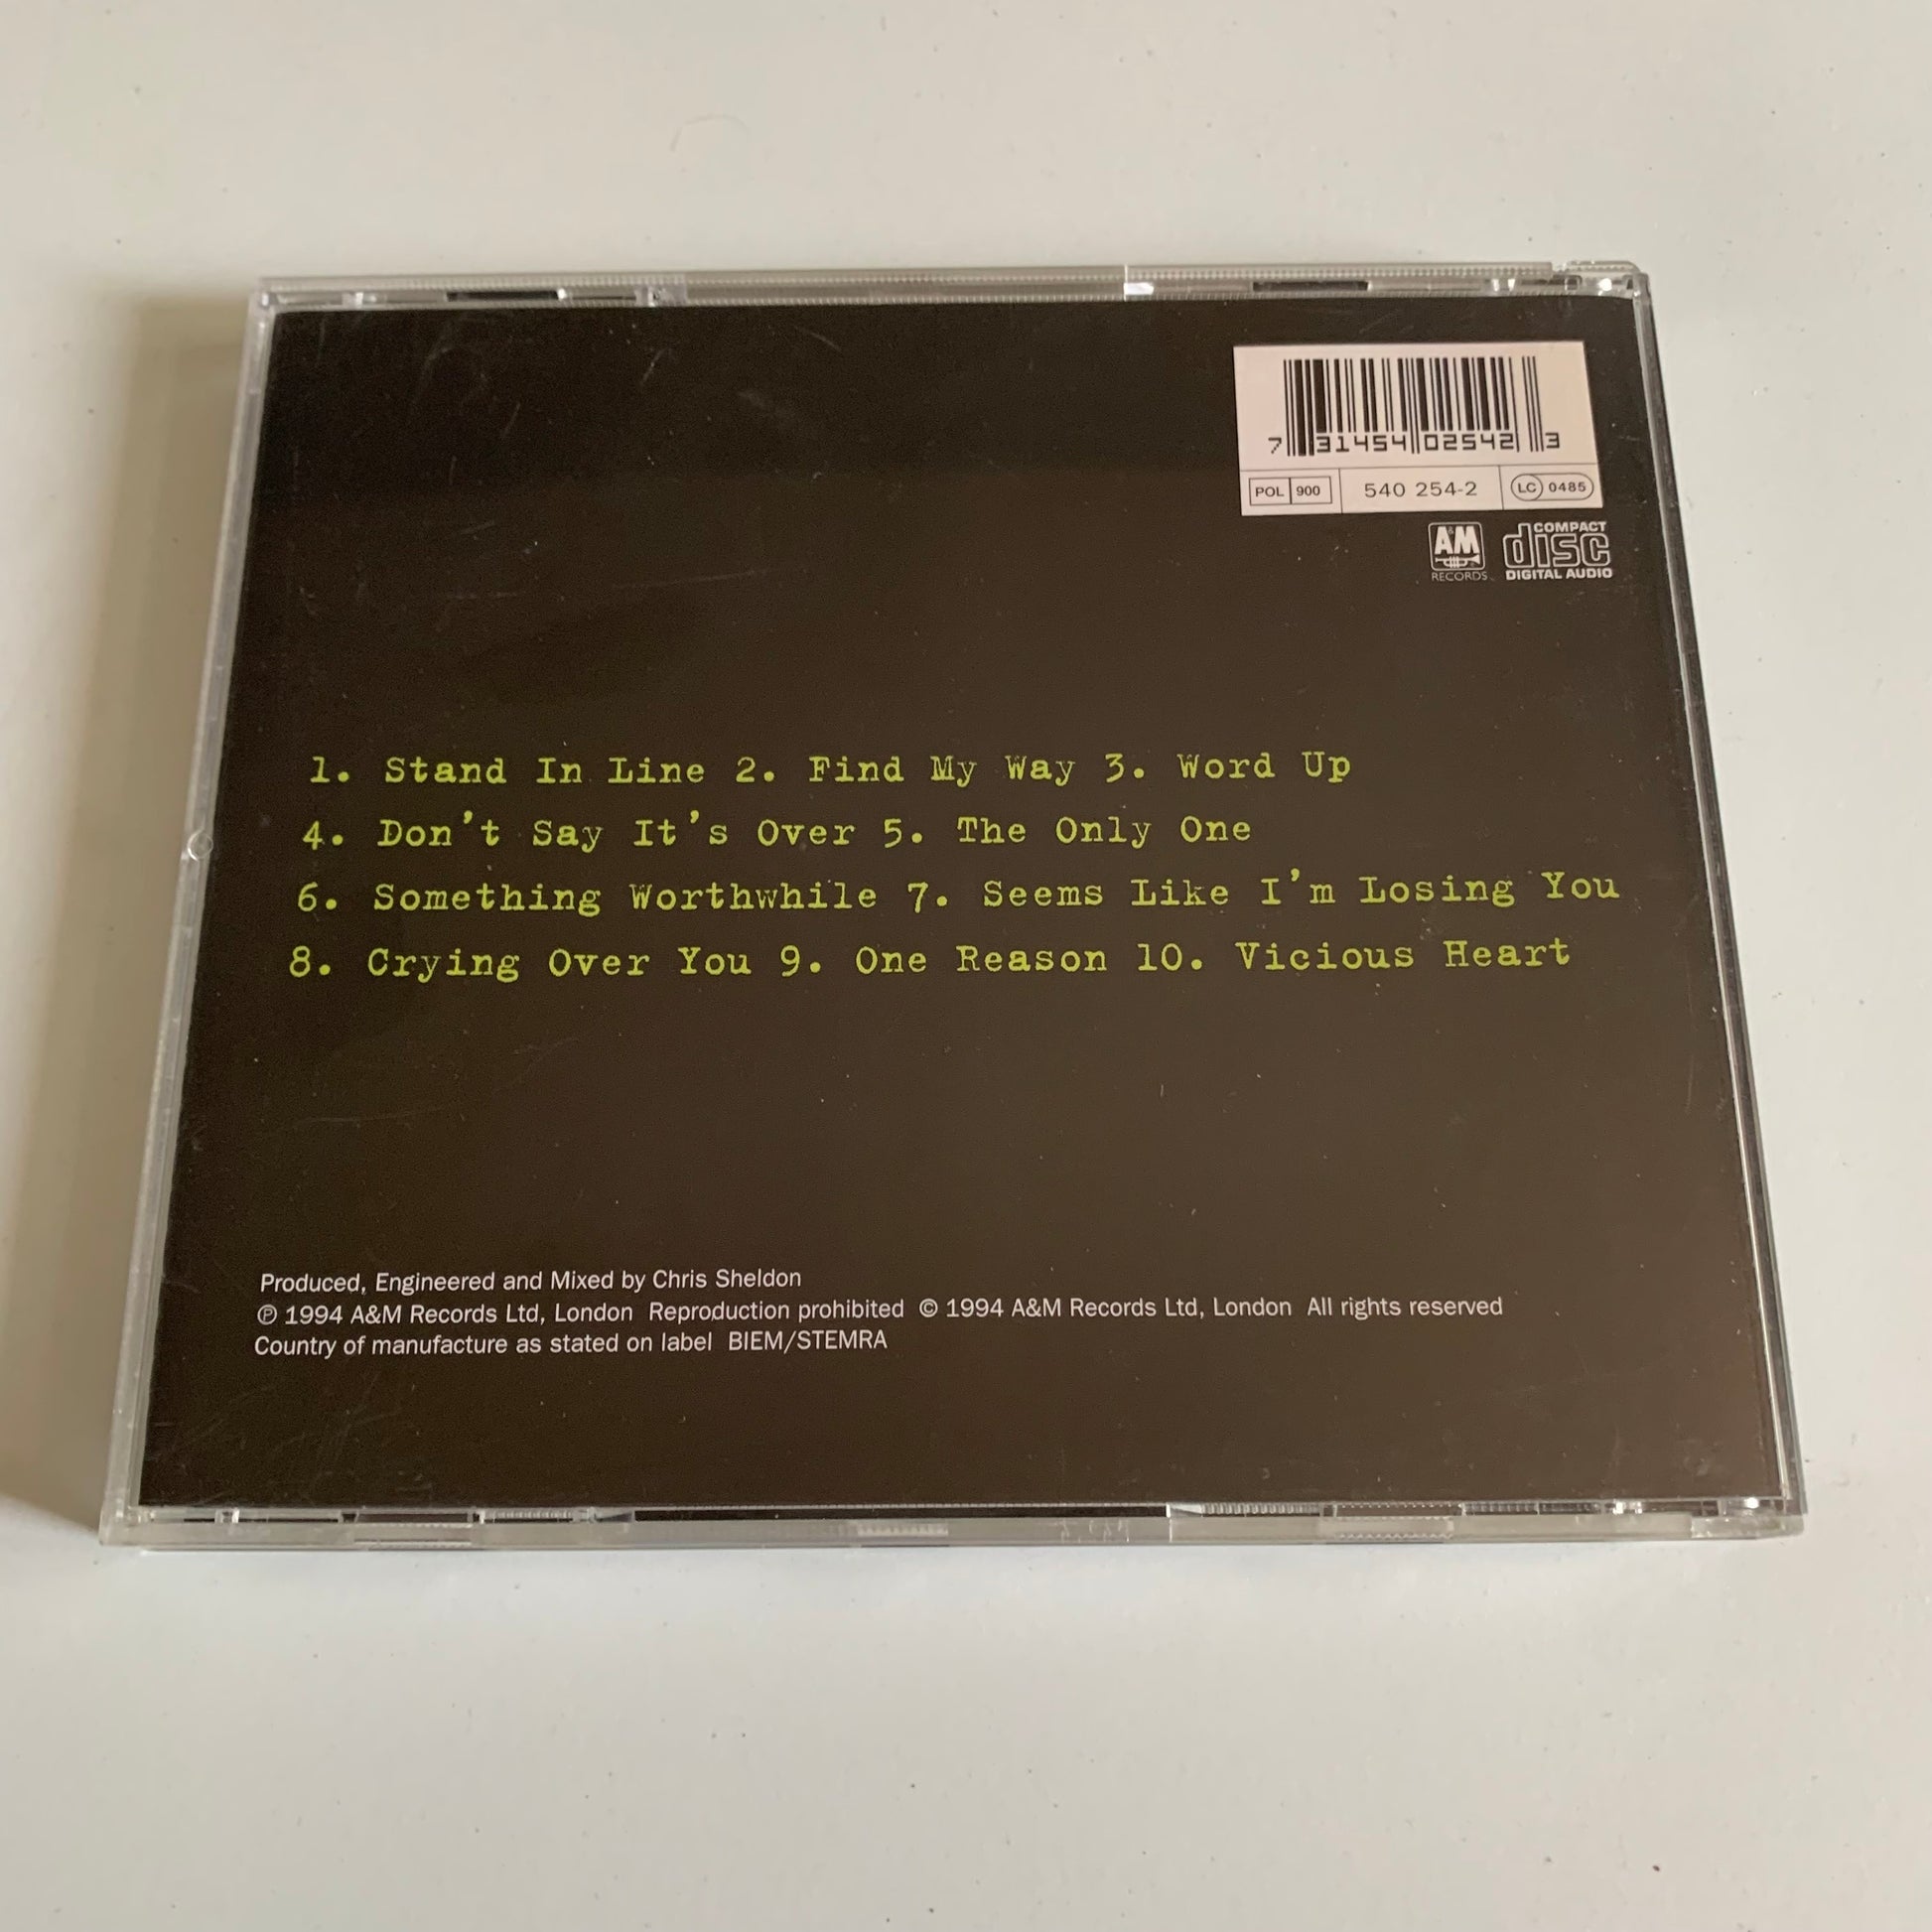 7 31454 02542 3
POL 900 540 254-2 LC 0485
A&M RECORDS COMPACT disc DIGITAL AUDIO
1. Stand In Line 2. Find My Way 3. Word Up
4. Don't Say It's Over 5. The Only One
6. Something Worthwhile 7. Seems Like I'm Losing You
8. Crying Over You 9. One Reason 10. Vicious Heart
Produced, Engineered and Mixed by Chris Sheldon
℗ 1994 A&M Records Ltd, London Reproduction prohibited © 1994 A&M Records Ltd, London All rights reserved
Country of manufacture as stated on label BIEM/STEMRA